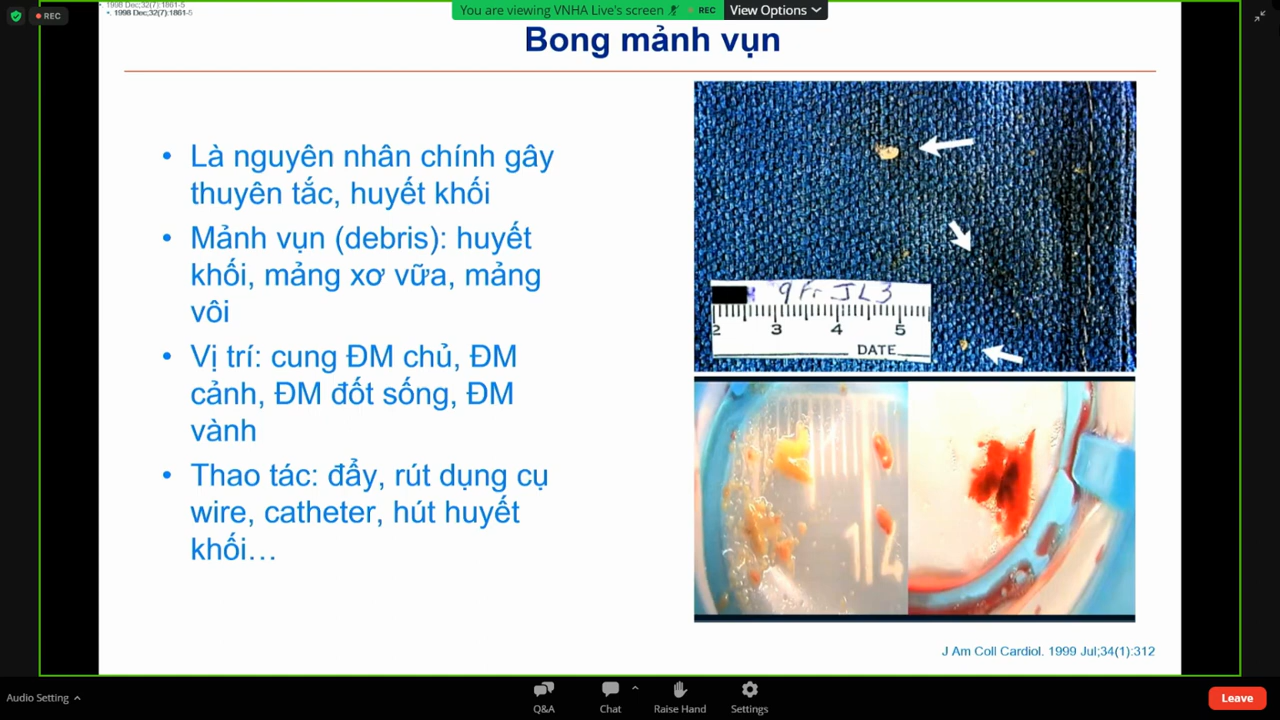 1998 Dec;32(7):1861-5
1998 Dec;32(7):1861-5
REC
You are viewing VNHA Live's screen
REC
View Options
Bong mảnh vụn
• Là nguyên nhân chính gây
thuyên tắc, huyết khối
• Mảnh vụn (debris): huyết
khối, mảng xơ vữa, mảng
vôi
• Vị trí: cung ĐM chủ, ĐM
cảnh, ĐM đốt sống, ĐM
vành
• Thao tác: đẩy, rút dụng cụ
wire, catheter, hút huyết
khối…
9Fr JL3
2 3 4 5
DATE
J Am Coll Cardiol. 1999 Jul;34(1):312
Audio Setting
Q&A
Chat
Raise Hand
Settings
Leave